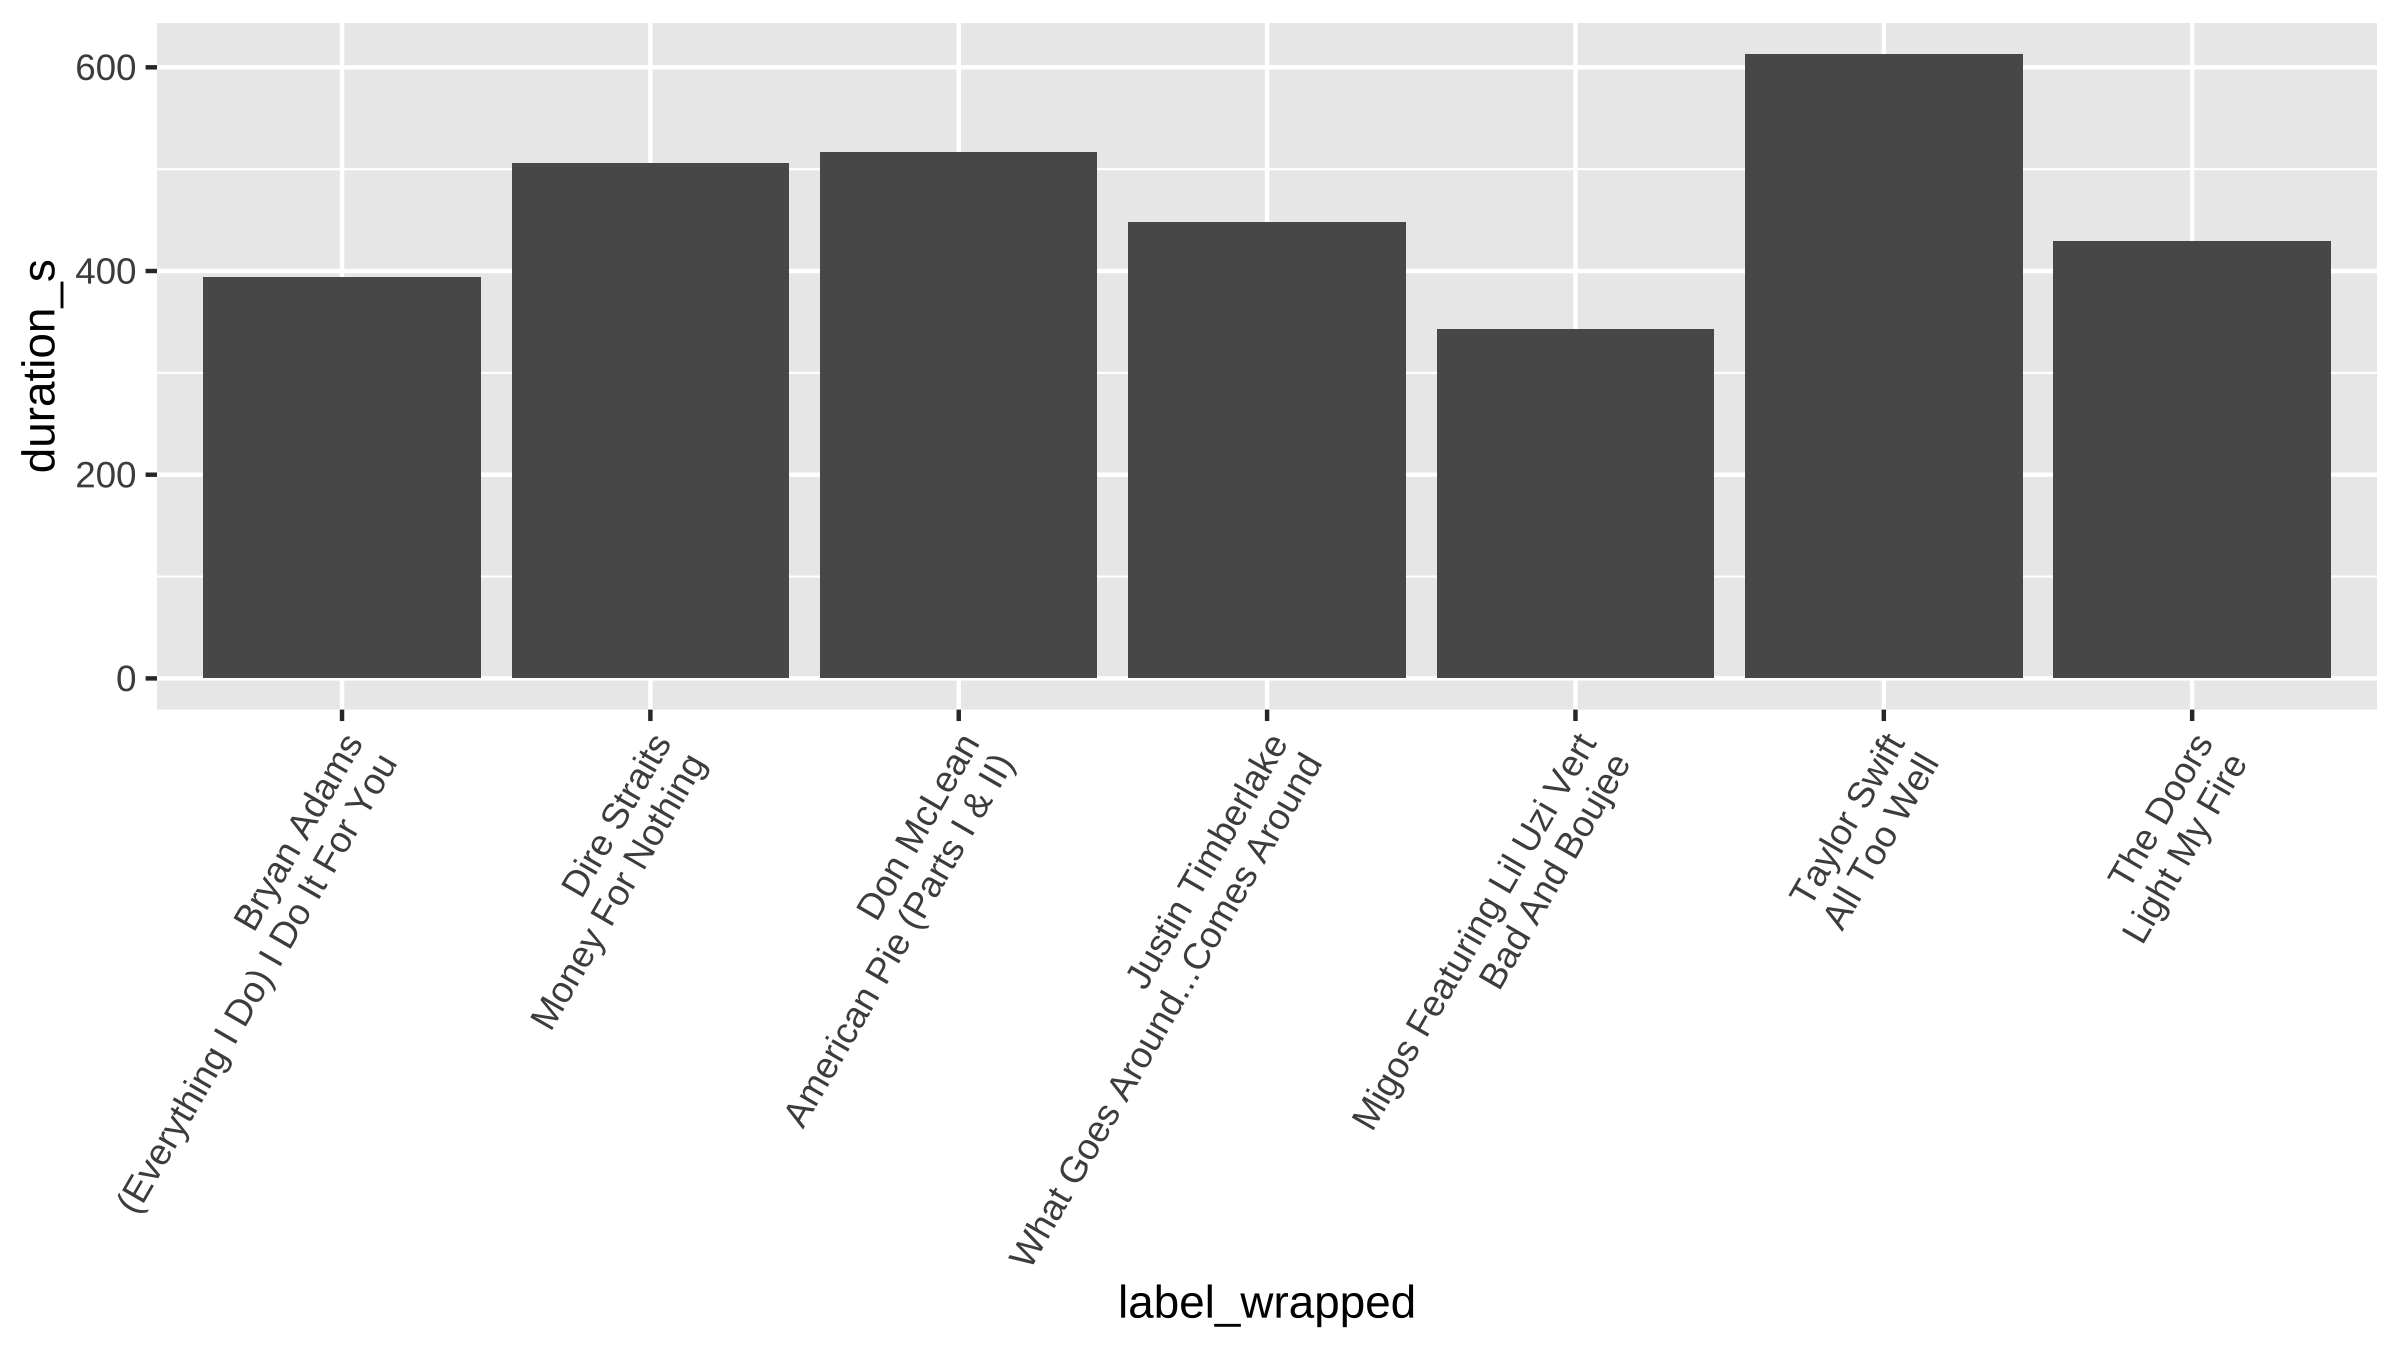 duration_s
600
400
200
0
Bryan Adams
(Everything I Do) I Do It For You
Dire Straits
Money For Nothing
Don McLean
American Pie (Parts I & II)
Justin Timberlake
What Goes Around...Comes Around
Migos Featuring Lil Uzi Vert
Bad And Boujee
Taylor Swift
All Too Well
The Doors
Light My Fire
label_wrapped